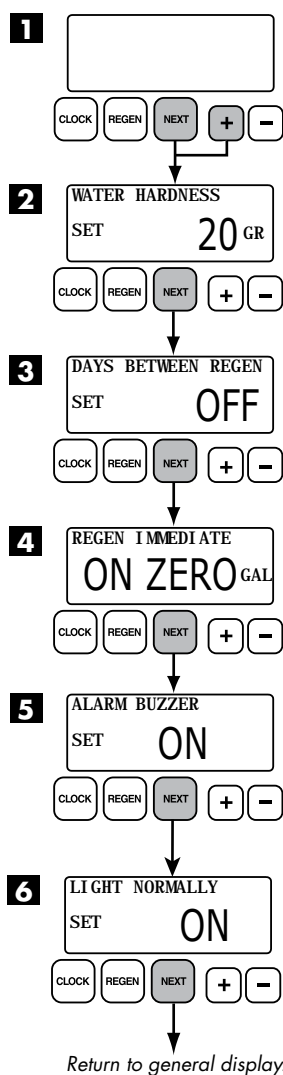 1
CLOCK REGEN NEXT + −
2 WATER HARDNESS
SET 20 GR
CLOCK REGEN NEXT + −
3 DAYS BETWEEN REGEN
SET OFF
CLOCK REGEN NEXT + −
4 REGEN IMMEDIATE
ON ZERO GAL
CLOCK REGEN NEXT + −
5 ALARM BUZZER
SET ON
CLOCK REGEN NEXT + −
6 LIGHT NORMALLY
SET ON
CLOCK REGEN NEXT + −
Return to general display.